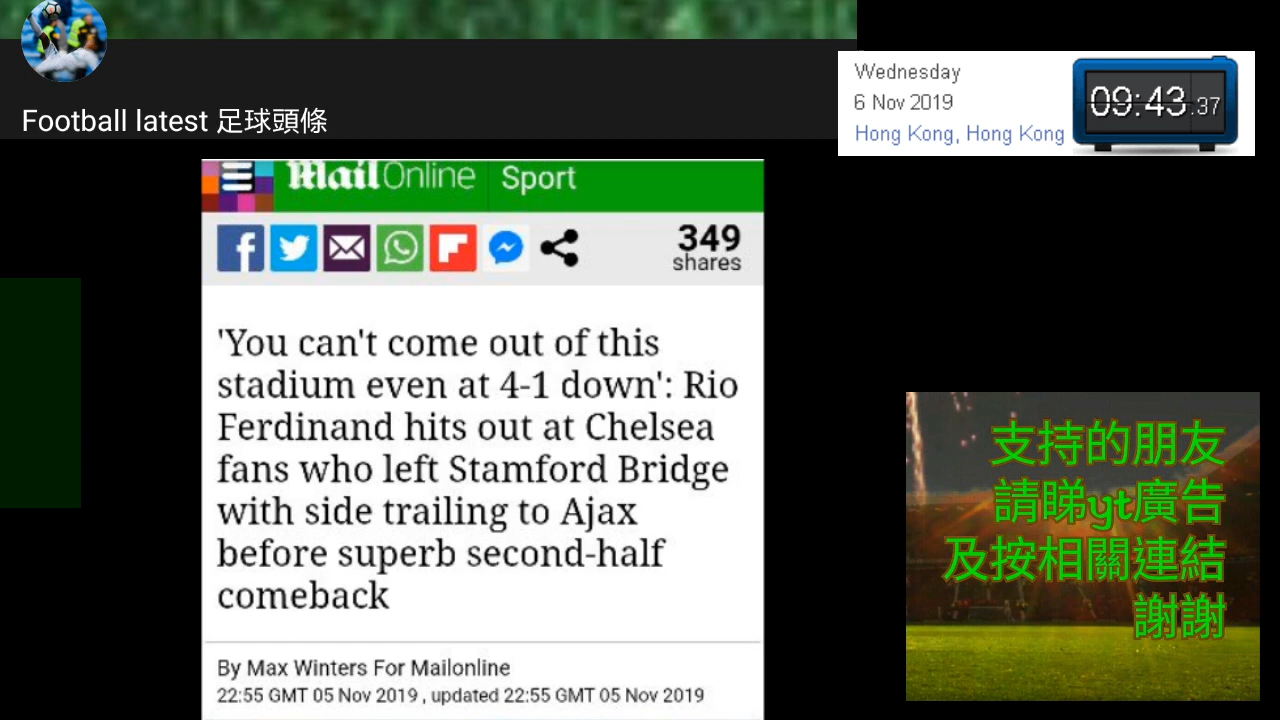 Football latest 足球頭條
Wednesday
6 Nov 2019
Hong Kong, Hong Kong
09:43.37
Mail Online Sport
349
shares
'You can't come out of this
stadium even at 4-1 down': Rio
Ferdinand hits out at Chelsea
fans who left Stamford Bridge
with side trailing to Ajax
before superb second-half
comeback
By Max Winters For Mailonline
22:55 GMT 05 Nov 2019 , updated 22:55 GMT 05 Nov 2019
支持的朋友
請睇yt廣告
及按相關連結
謝謝